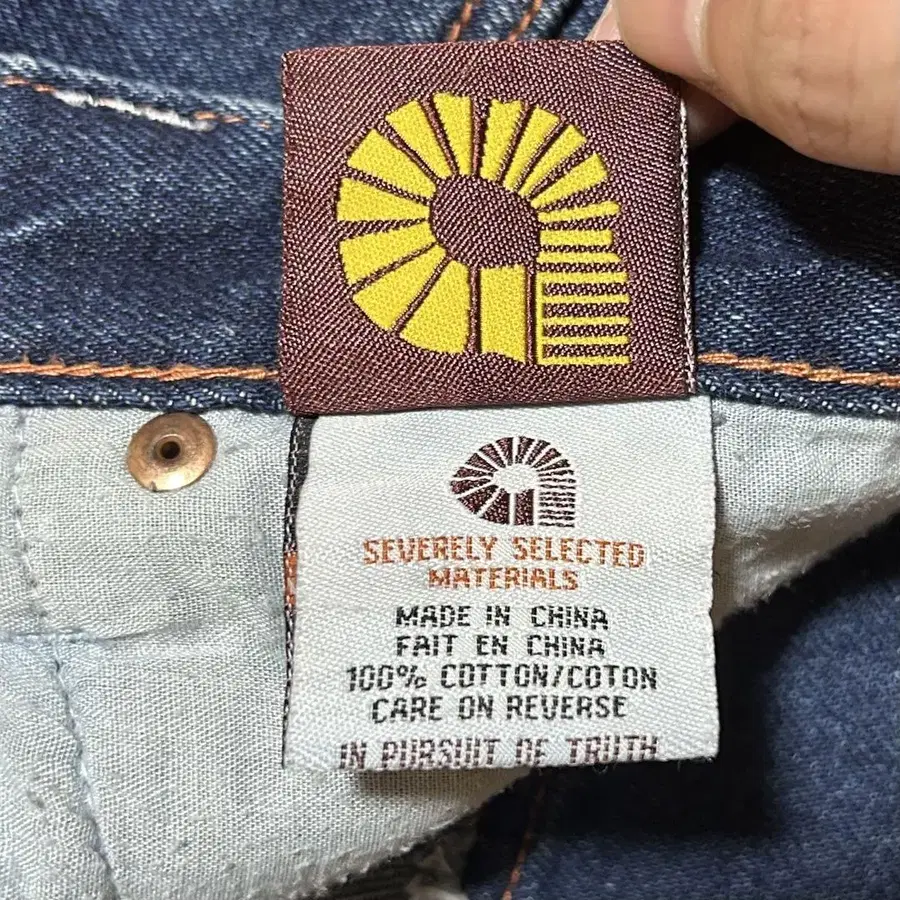 SEVERELY SELECTED
MATERIALS
MADE IN CHINA
FAIT EN CHINA
100% COTTON/COTON
CARE ON REVERSE
IN PURSUIT OF TRUTH